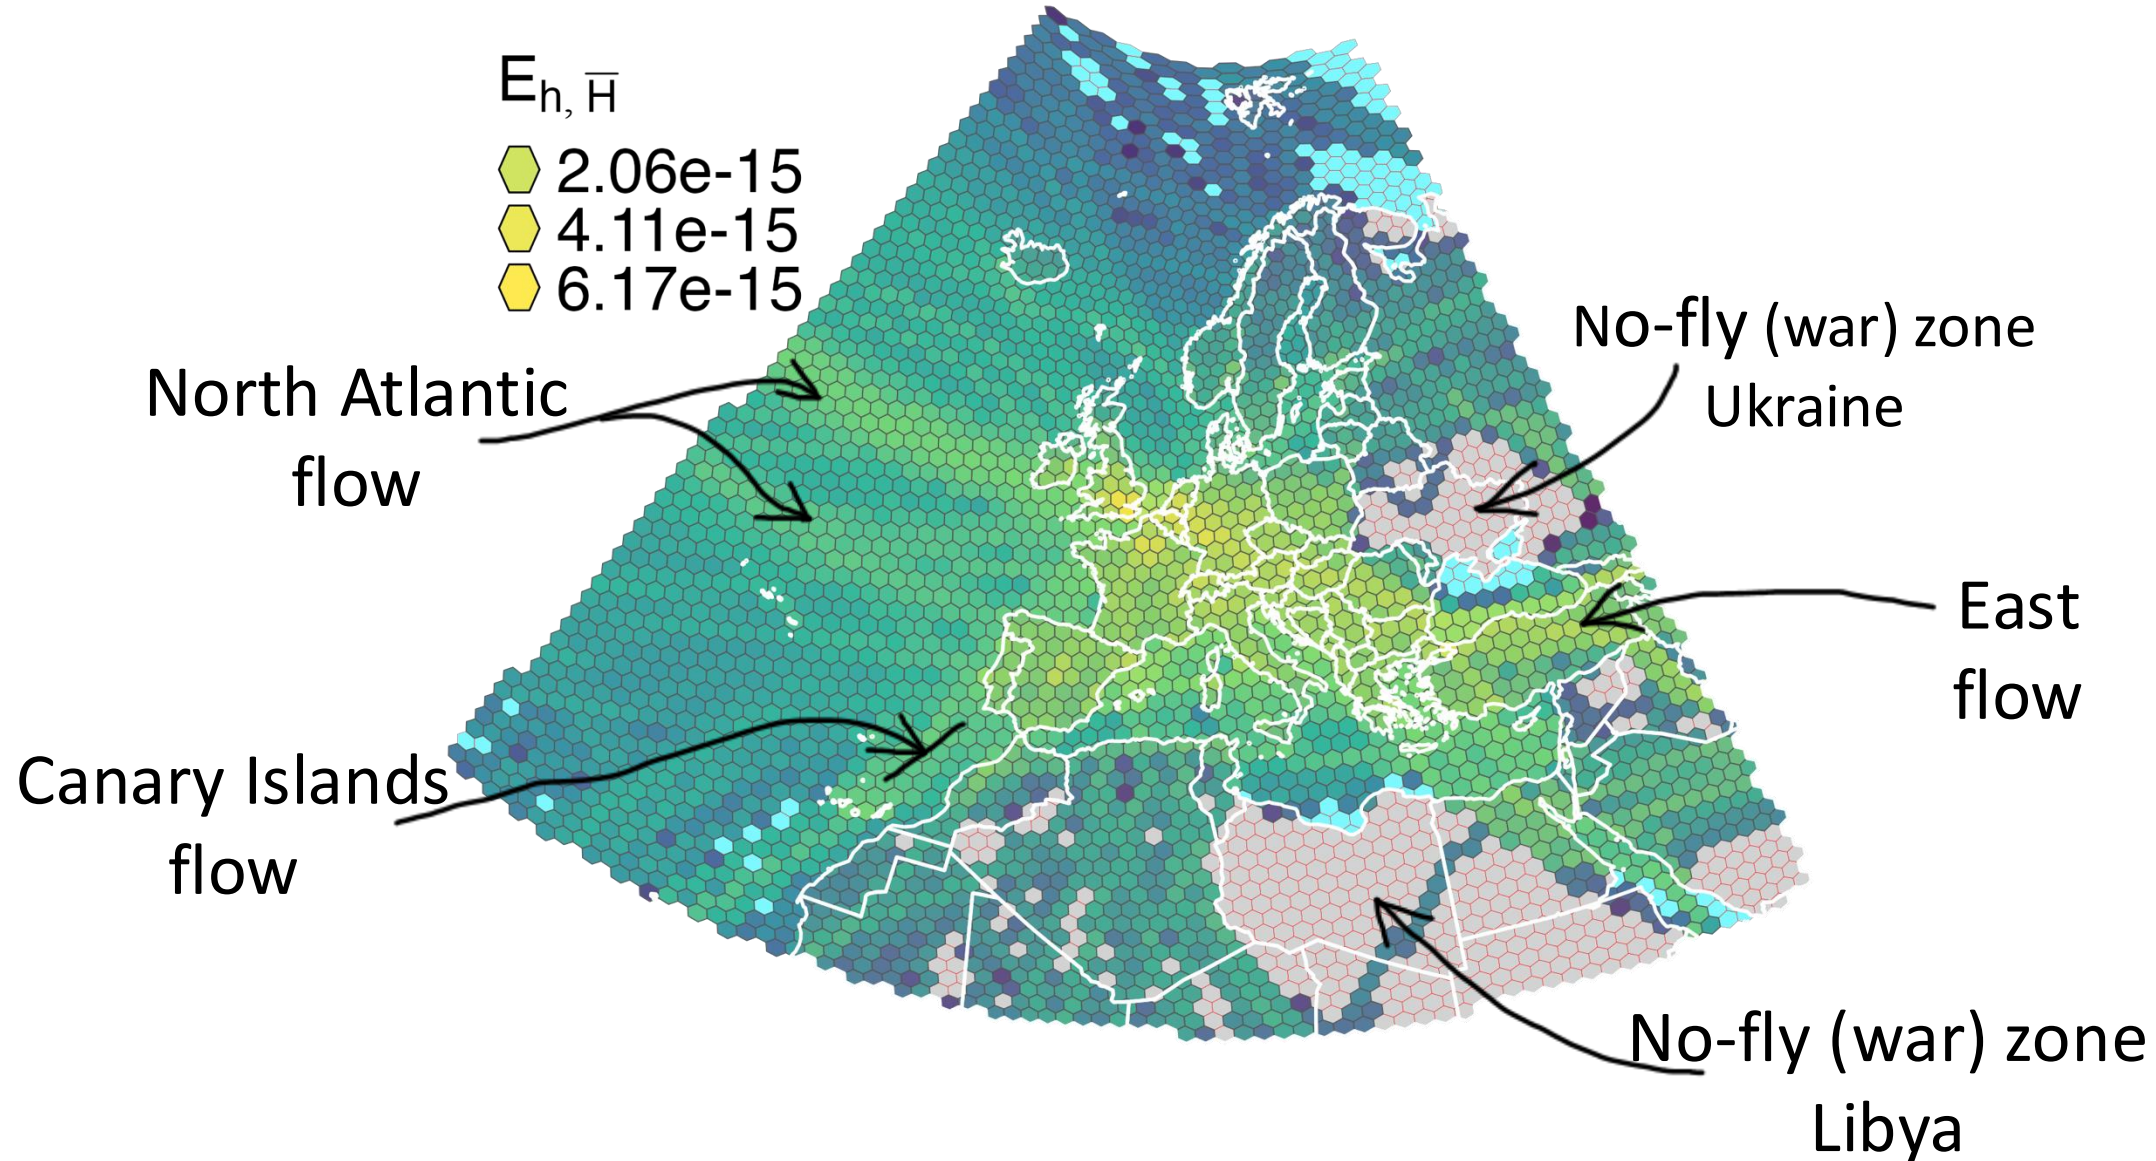 E h, H̅
2.06e-15
4.11e-15
6.17e-15
North Atlantic
flow
No-fly (war) zone
Ukraine
East
flow
Canary Islands
flow
No-fly (war) zone
Libya